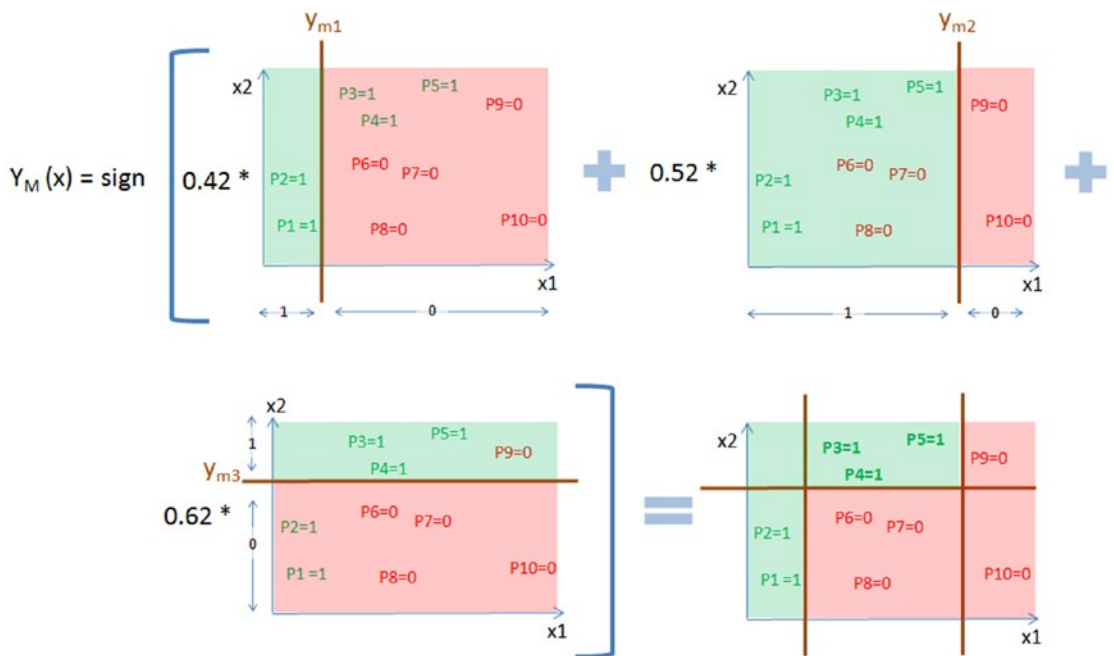 y_m1
y_m2
x2
P3=1
P5=1
P9=0
P4=1
P6=0
P7=0
P2=1
P1 =1
P8=0
P10=0
x1
1
0
Y_M (x) = sign
0.42 *
0.52 *
x2
P3=1
P5=1
P9=0
P4=1
P6=0
P7=0
P2=1
P1 =1
P8=0
P10=0
x1
1
0
y_m3
0.62 *
1
0
x2
P3=1
P5=1
P9=0
P4=1
P6=0
P7=0
P2=1
P1 =1
P8=0
P10=0
x1
x2
P3=1
P5=1
P9=0
P4=1
P6=0
P7=0
P2=1
P1 =1
P8=0
P10=0
x1